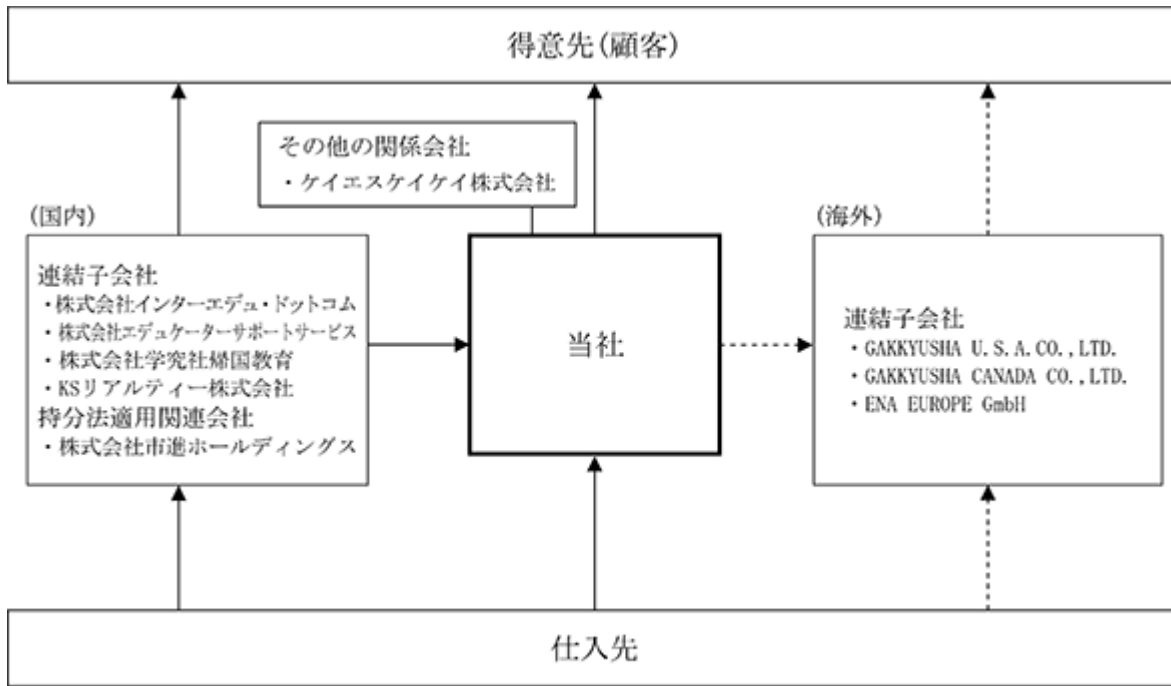 得意先(顧客)
その他の関係会社
・ケイエスケイケイ株式会社
(国内)
連結子会社
・株式会社インターエデュ・ドットコム
・株式会社エデュケーターサポートサービス
・株式会社学究社帰国教育
・KSリアルティー株式会社
持分法適用関連会社
・株式会社市進ホールディングス
当社
(海外)
連結子会社
・GAKKYUSHA U.S.A.CO.,LTD.
・GAKKYUSHA CANADA CO.,LTD.
・ENA EUROPE GmbH
仕入先